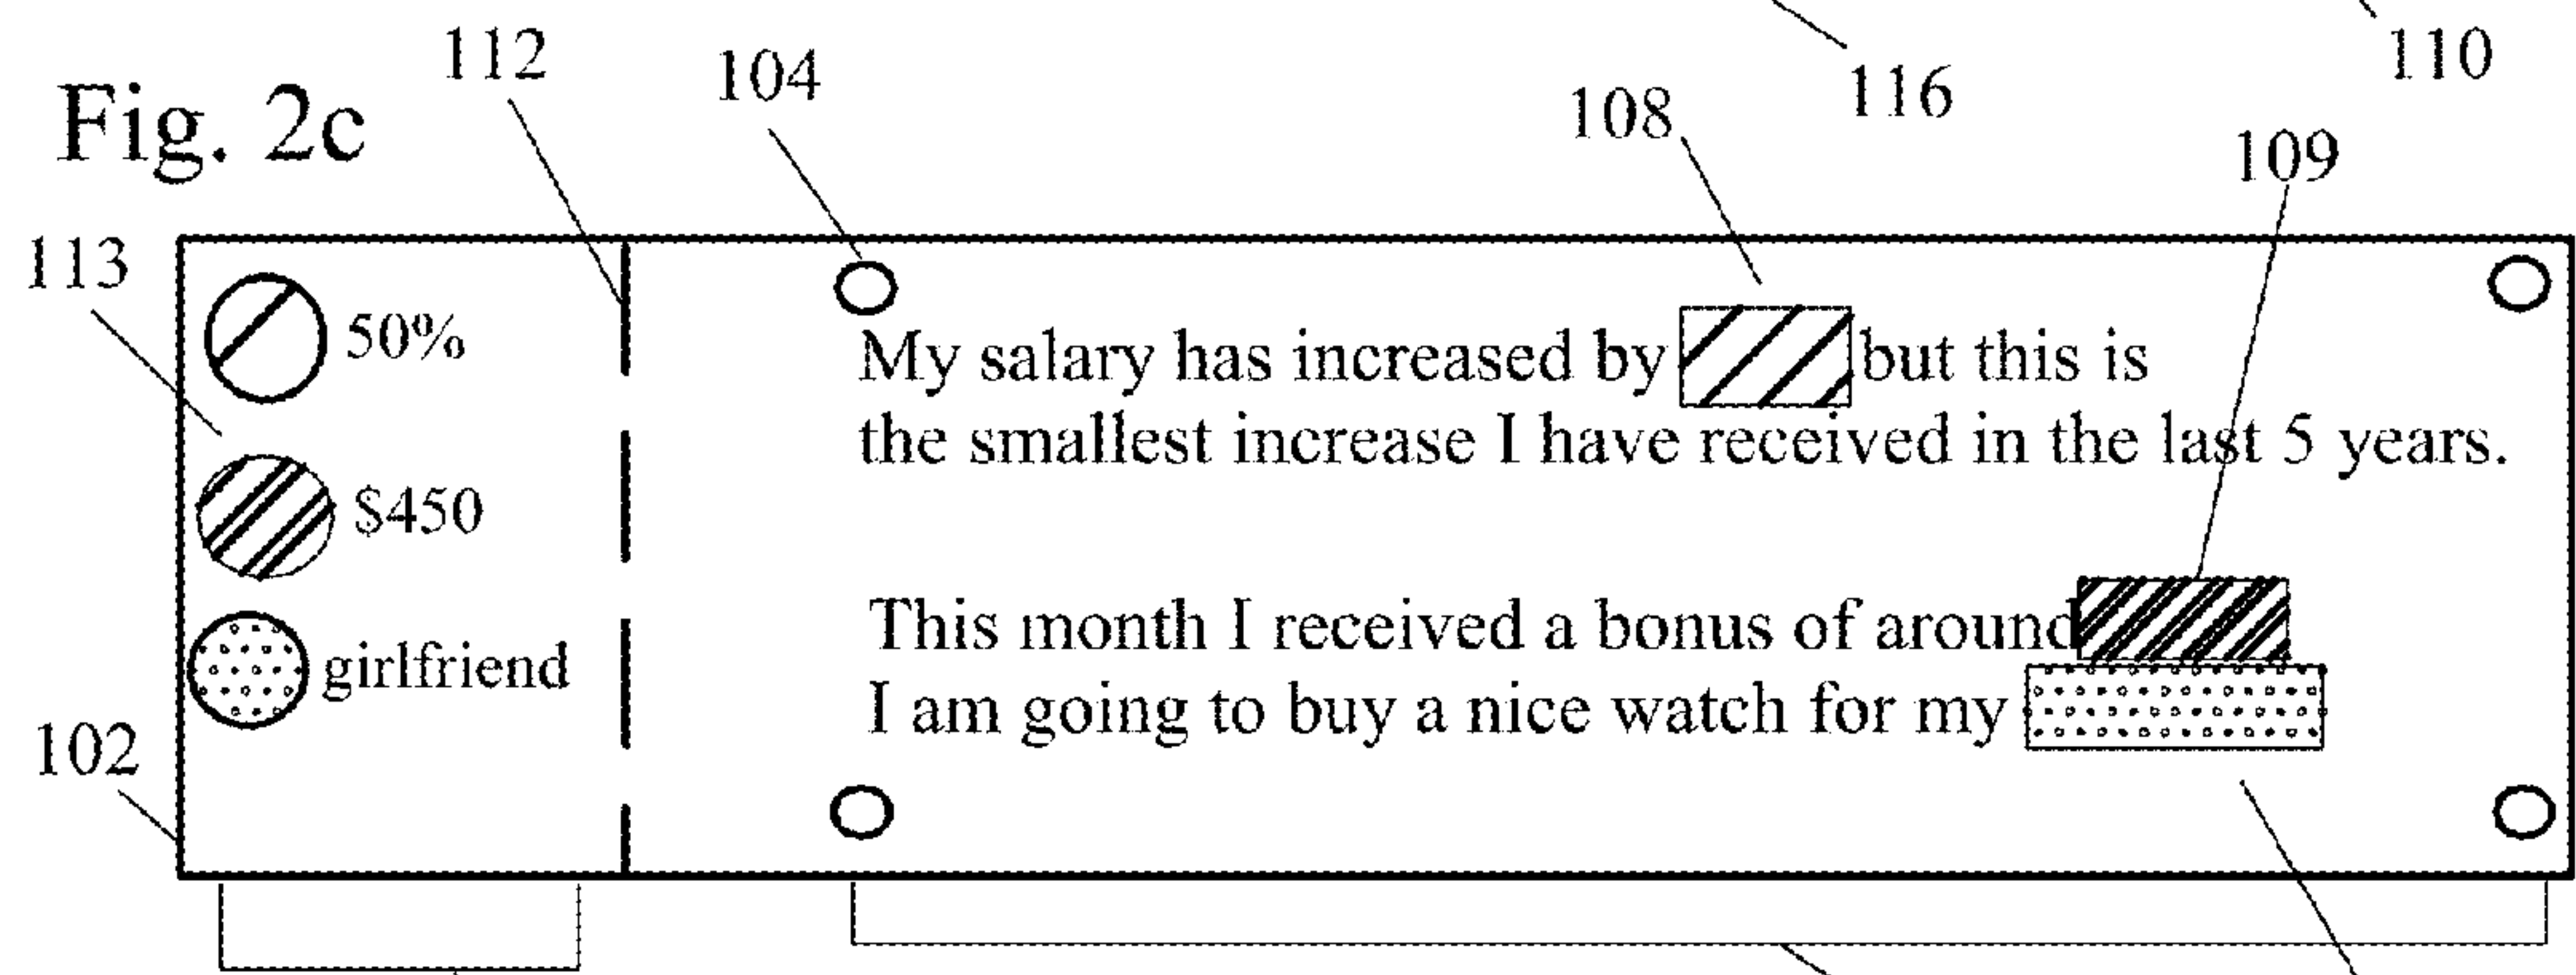 116
110
Fig. 2c
112
104
108
109
113
50%
$450
girlfriend
102
My salary has increased by but this is
the smallest increase I have received in the last 5 years.
This month I received a bonus of around
I am going to buy a nice watch for my